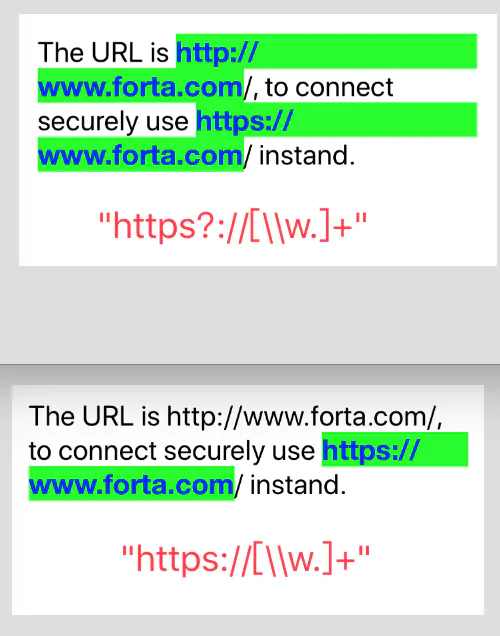 The URL is http://
www.forta.com/, to connect
securely use https://
www.forta.com/ instand.
"https?://[\\w.]+"
The URL is http://www.forta.com/,
to connect securely use https://
www.forta.com/ instand.
"https://[\\w.]+"